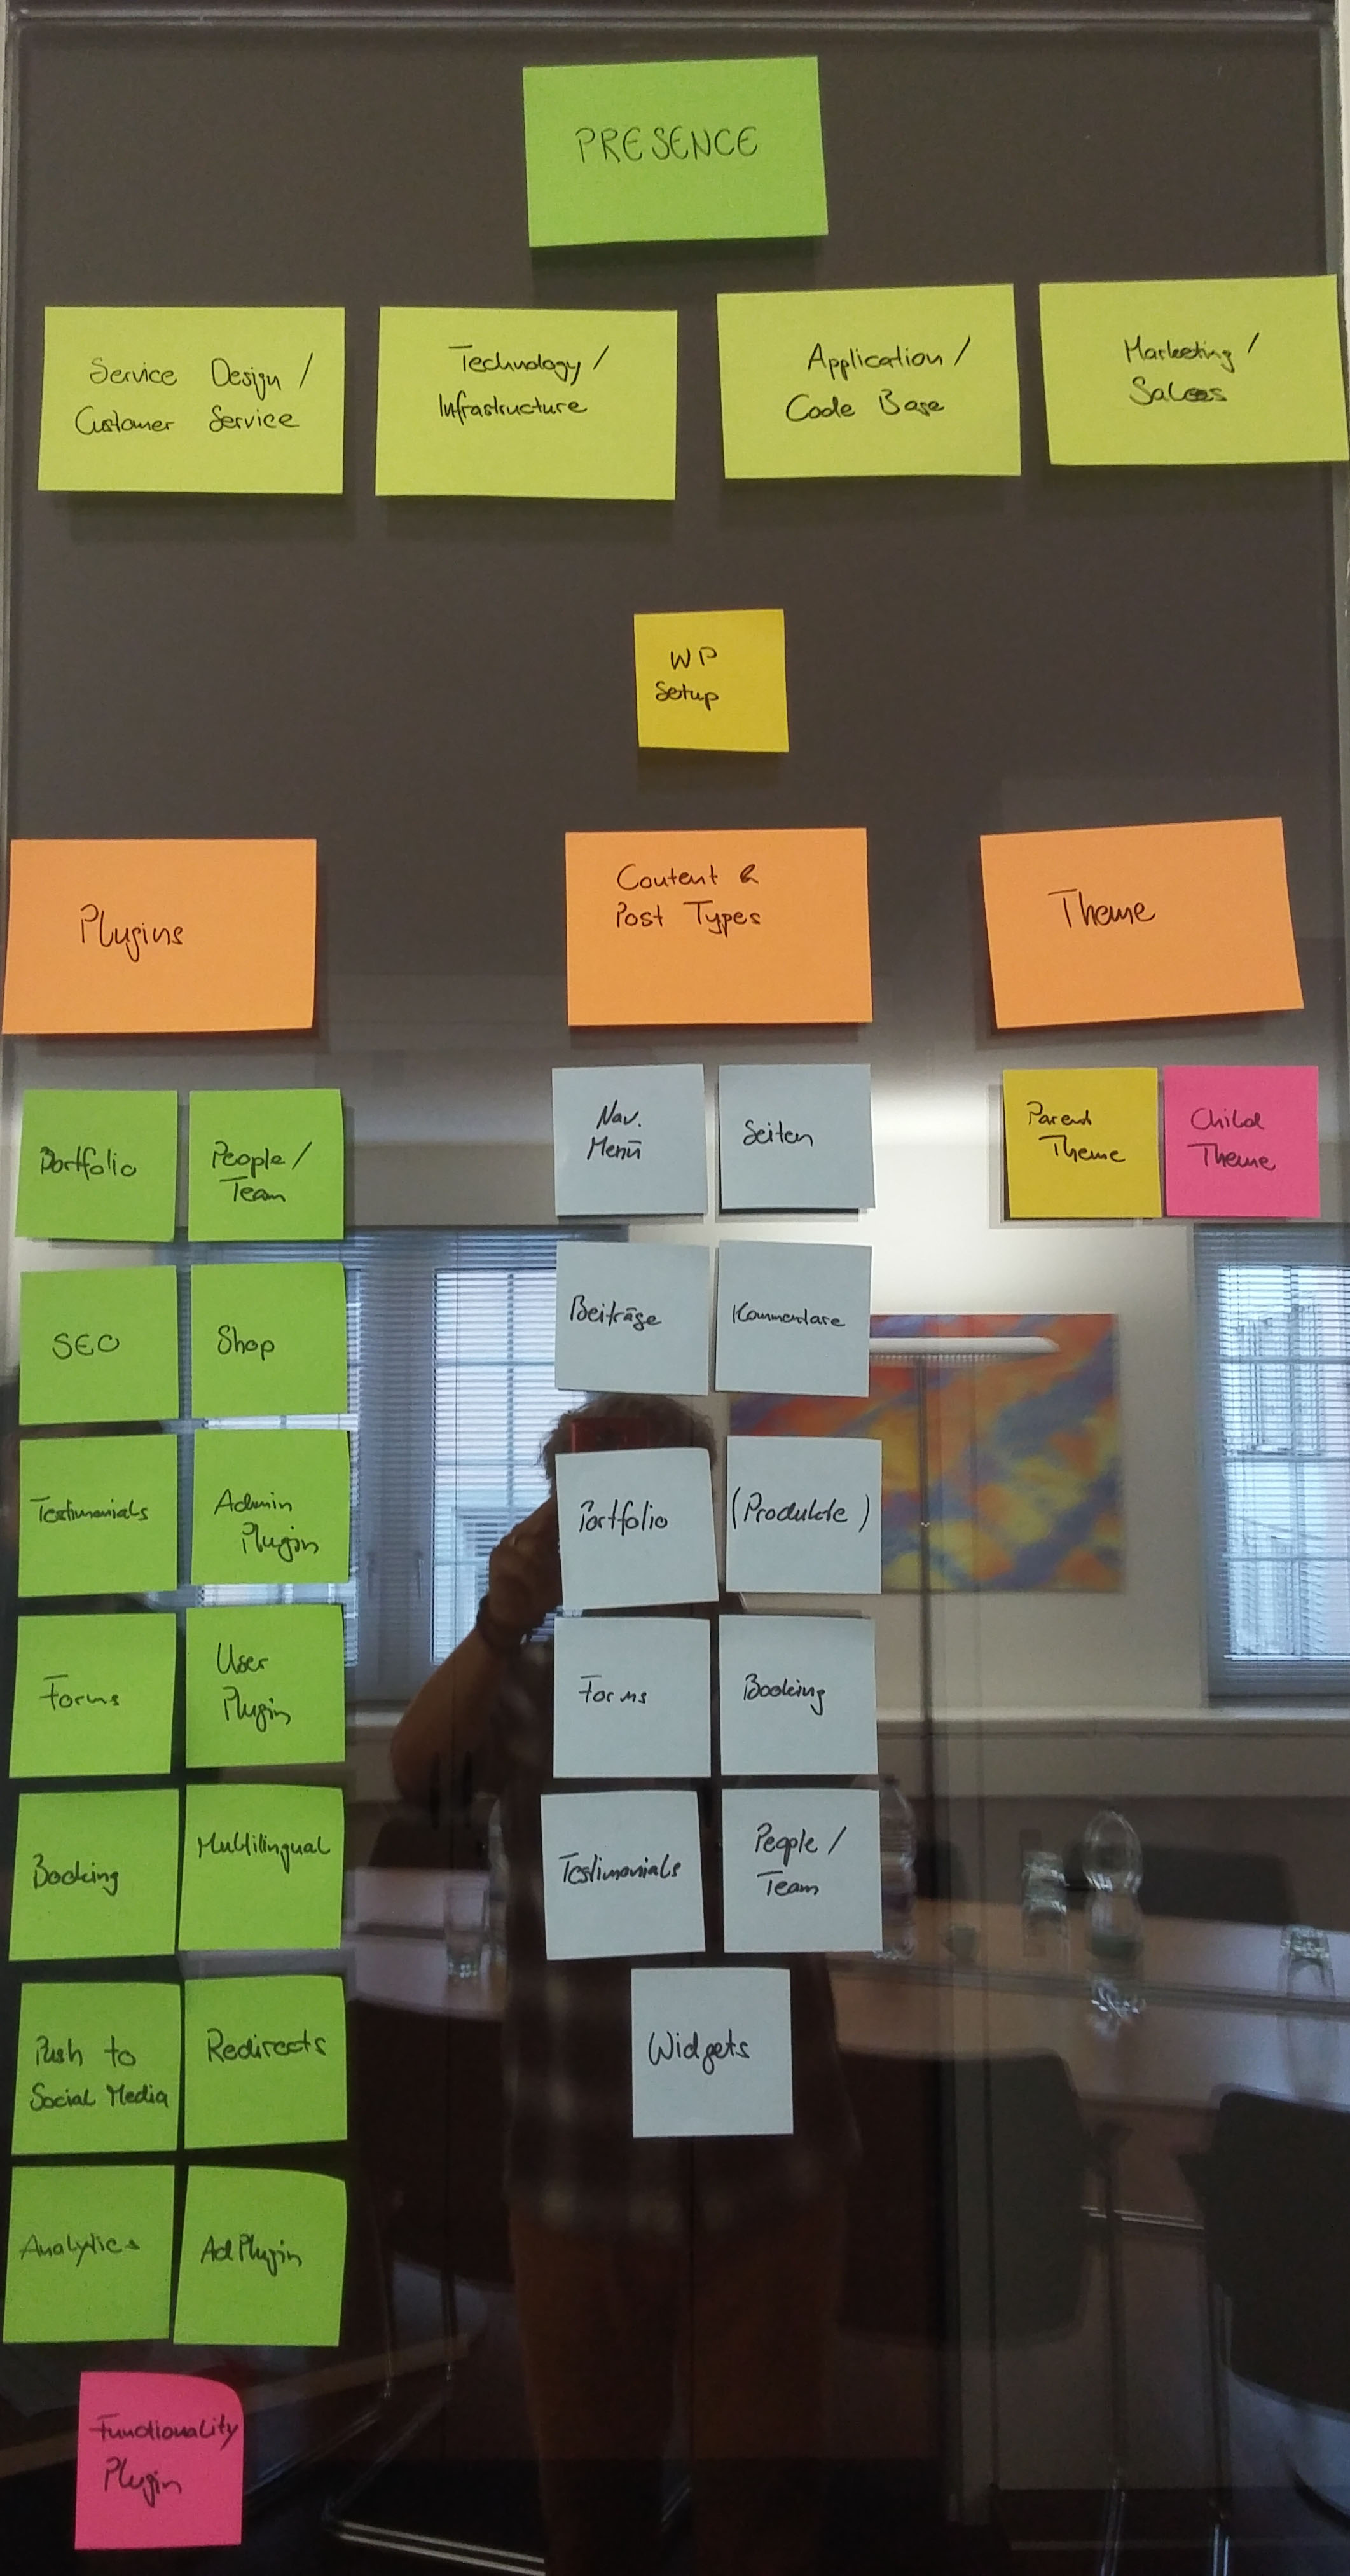 PRESENCE
Service Design /
Customer Service
Technology /
Infrastructure
Application /
Code Base
Marketing /
Sales
WP
Setup
Plugins
Content &
Post Types
Theme
Portfolio
People /
Team
SEO
Shop
Testimonials
Admin
Plugin
Forms
User
Plugin
Booking
Multilingual
Push to
Social Media
Redirects
Analytics
AdPlugin
Functionality
Plugin
Nav.
Menü
Seiten
Beiträge
Kommentare
Portfolio
(Produkte)
Forms
Booking
Testimonials
People /
Team
Widgets
Parent
Theme
Child
Theme